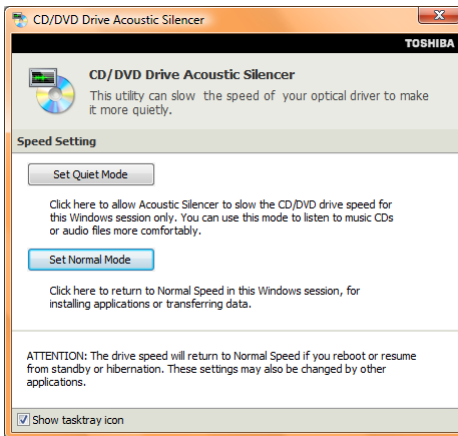 CD/DVD Drive Acoustic Silencer
TOSHIBA
CD/DVD Drive Acoustic Silencer
This utility can slow the speed of your optical driver to make
it more quietly.
Speed Setting
Set Quiet Mode
Click here to allow Acoustic Silencer to slow the CD/DVD drive speed for
this Windows session only. You can use this mode to listen to music CDs
or audio files more comfortably.
Set Normal Mode
Click here to return to Normal Speed in this Windows session, for
installing applications or transferring data.
ATTENTION: The drive speed will return to Normal Speed if you reboot or resume
from standby or hibernation. These settings may also be changed by other
applications.
Show tasktray icon